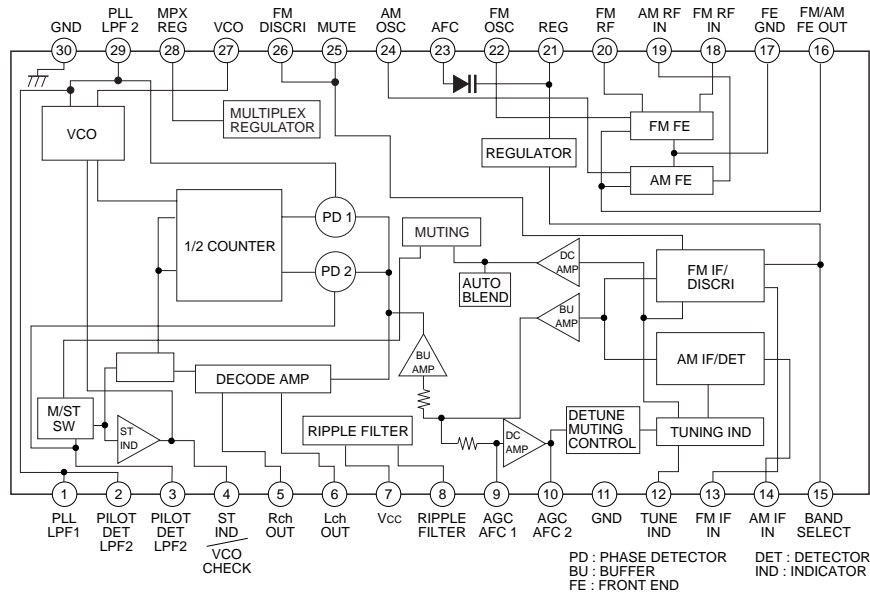 GND
PLL
LPF 2
MPX
REG
VCO
FM
DISCRI
MUTE
AM
OSC
AFC
FM
OSC
REG
FM
RF
AM RF
IN
FM RF
IN
FE
GND
FM/AM
FE OUT
30
29
28
27
26
25
24
23
22
21
20
19
18
17
16
VCO
MULTIPLEX
REGULATOR
REGULATOR
FM FE
AM FE
1/2 COUNTER
PD 1
PD 2
MUTING
AUTO
BLEND
DC
AMP
BU
AMP
FM IF/
DISCRI
AM IF/DET
BU
AMP
DECODE AMP
M/ST
SW
ST
IND
RIPPLE FILTER
DC
AMP
DETUNE
MUTING
CONTROL
TUNING IND
1
2
3
4
5
6
7
8
9
10
11
12
13
14
15
PLL
LPF1
PILOT
DET
LPF2
PILOT
DET
LPF2
ST
IND
VCO
CHECK
Rch
OUT
Lch
OUT
Vcc
RIPPLE
FILTER
AGC
AFC 1
AGC
AFC 2
GND
TUNE
IND
FM IF
IN
AM IF
IN
BAND
SELECT
PD : PHASE DETECTOR
BU : BUFFER
FE : FRONT END
DET : DETECTOR
IND : INDICATOR